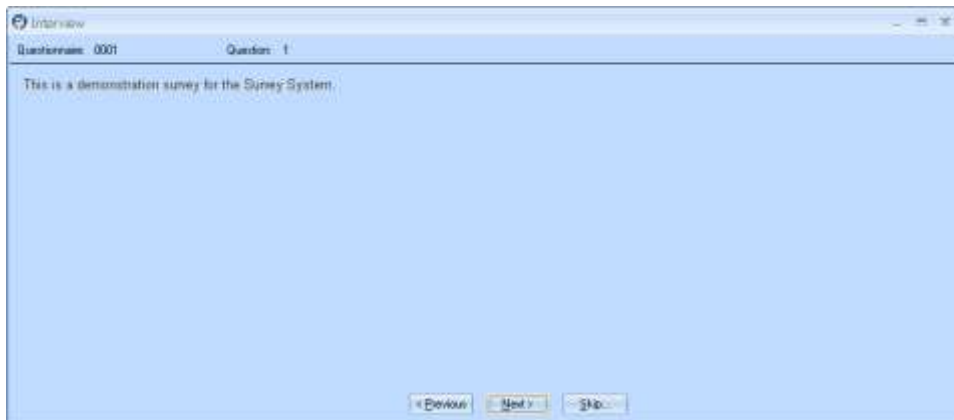 Interview
Questionnaire 0001 Question 1
This is a demonstration survey for the Survey System.
< Previous Next > Skip...